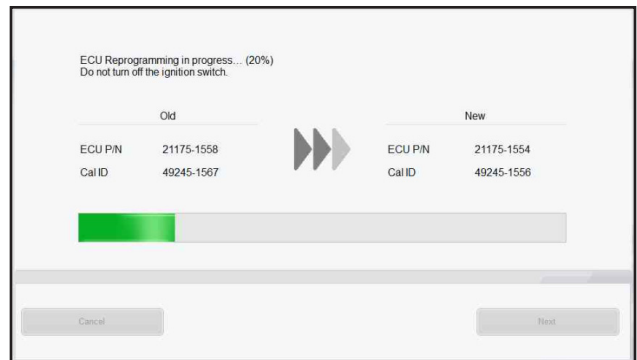 ECU Reprogramming in progress... (20%)
Do not turn off the ignition switch.
Old
New
ECU P/N 21175-1558 ECU P/N 21175-1554
Cal ID 49245-1567 Cal ID 49245-1556
Cancel
Next